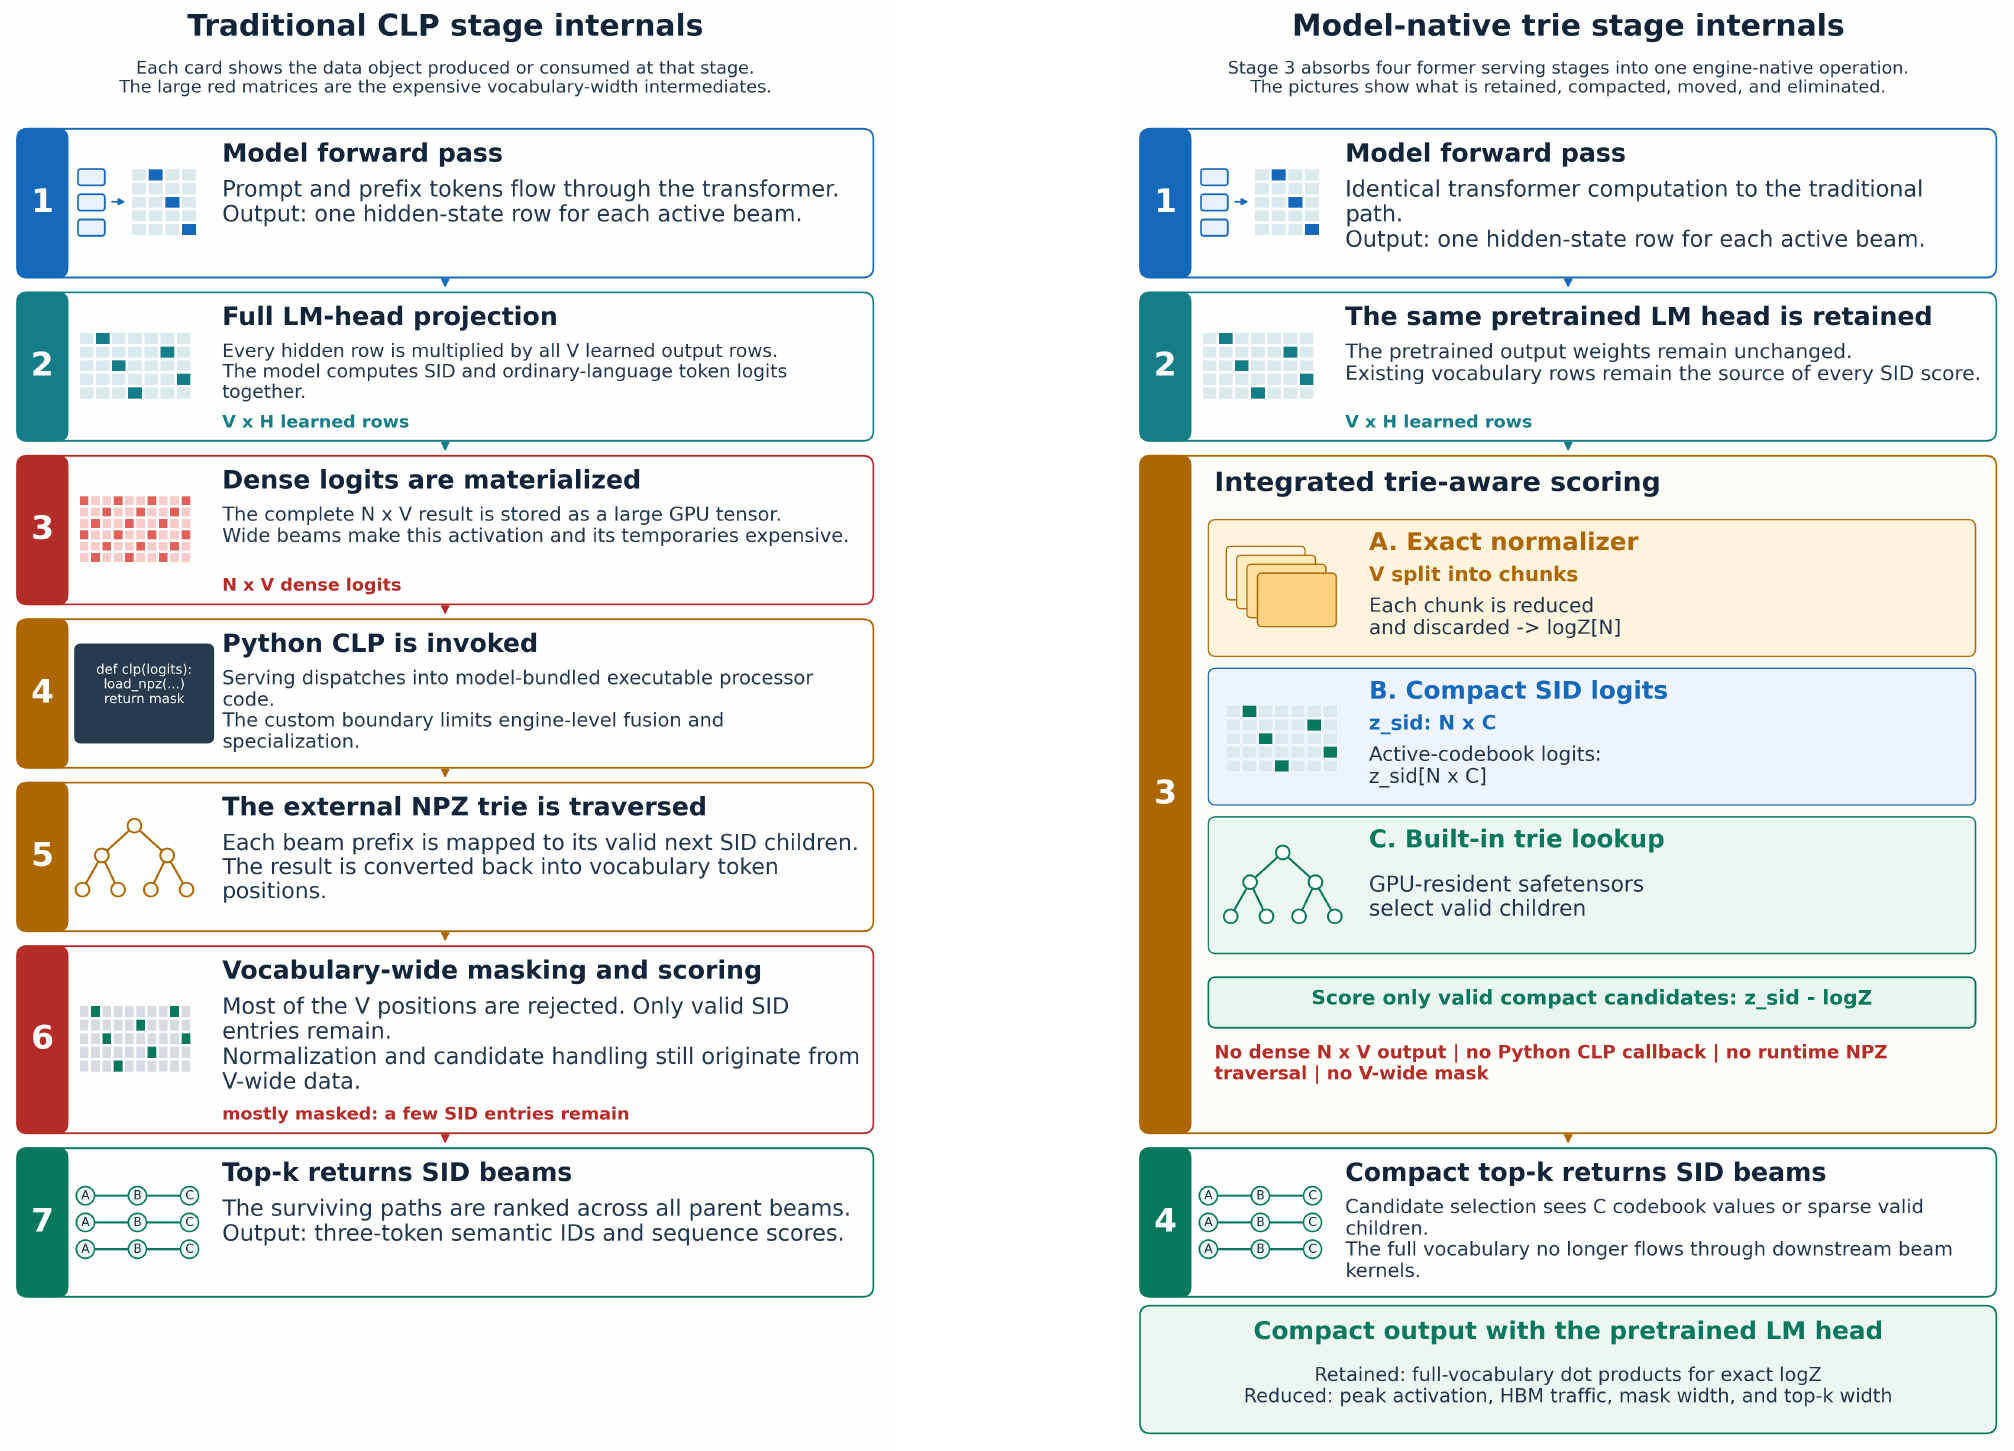 Traditional CLP stage internals
Each card shows the data object produced or consumed at that stage.
The large red matrices are the expensive vocabulary-width intermediates.
1
Model forward pass
Prompt and prefix tokens flow through the transformer.
Output: one hidden-state row for each active beam.
2
Full LM-head projection
Every hidden row is multiplied by all V learned output rows.
The model computes SID and ordinary-language token logits
together.
V x H learned rows
3
Dense logits are materialized
The complete N x V result is stored as a large GPU tensor.
Wide beams make this activation and its temporaries expensive.
N x V dense logits
4
def clp(logits):
load_npz(...)
return mask
Python CLP is invoked
Serving dispatches into model-bundled executable processor
code.
The custom boundary limits engine-level fusion and
specialization.
5
The external NPZ trie is traversed
Each beam prefix is mapped to its valid next SID children.
The result is converted back into vocabulary token
positions.
6
Vocabulary-wide masking and scoring
Most of the V positions are rejected. Only valid SID
entries remain.
Normalization and candidate handling still originate from
V-wide data.
mostly masked: a few SID entries remain
7
A B C
A B C
A B C
Top-k returns SID beams
The surviving paths are ranked across all parent beams.
Output: three-token semantic IDs and sequence scores.
Model-native trie stage internals
Stage 3 absorbs four former serving stages into one engine-native operation.
The pictures show what is retained, compacted, moved, and eliminated.
1
Model forward pass
Identical transformer computation to the traditional
path.
Output: one hidden-state row for each active beam.
2
The same pretrained LM head is retained
The pretrained output weights remain unchanged.
Existing vocabulary rows remain the source of every SID score.
V x H learned rows
3
Integrated trie-aware scoring
A. Exact normalizer
V split into chunks
Each chunk is reduced
and discarded -> logZ[N]
B. Compact SID logits
z_sid: N x C
Active-codebook logits:
z_sid[N x C]
C. Built-in trie lookup
GPU-resident safetensors
select valid children
Score only valid compact candidates: z_sid - logZ
No dense N x V output | no Python CLP callback | no runtime NPZ
traversal | no V-wide mask
4
A B C
A B C
A B C
Compact top-k returns SID beams
Candidate selection sees C codebook values or sparse valid
children.
The full vocabulary no longer flows through downstream beam
kernels.
Compact output with the pretrained LM head
Retained: full-vocabulary dot products for exact logZ
Reduced: peak activation, HBM traffic, mask width, and top-k width